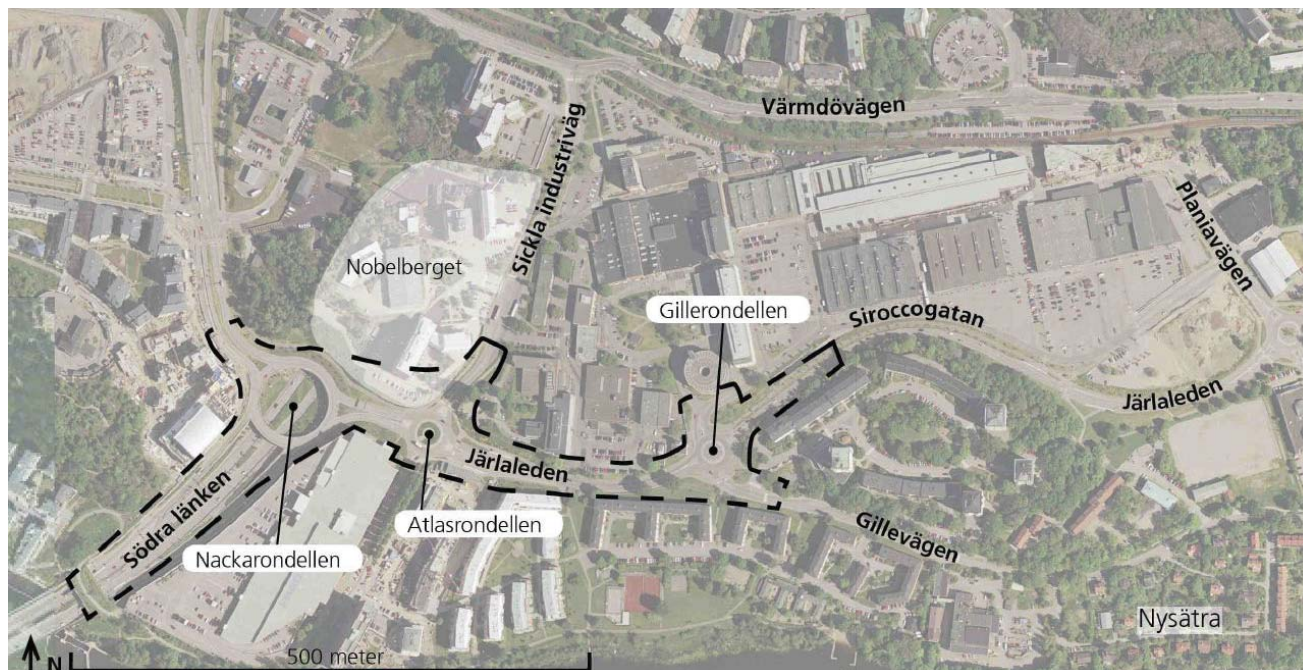 Värmdövägen
Sickla industriväg
Planiavägen
Nobelberget
Gillerondellen
Siroccogatan
Järlaleden
Järlaleden
Södra länken
Atlasrondellen
Nackarondellen
Gillevägen
Nysätra
500 meter
N